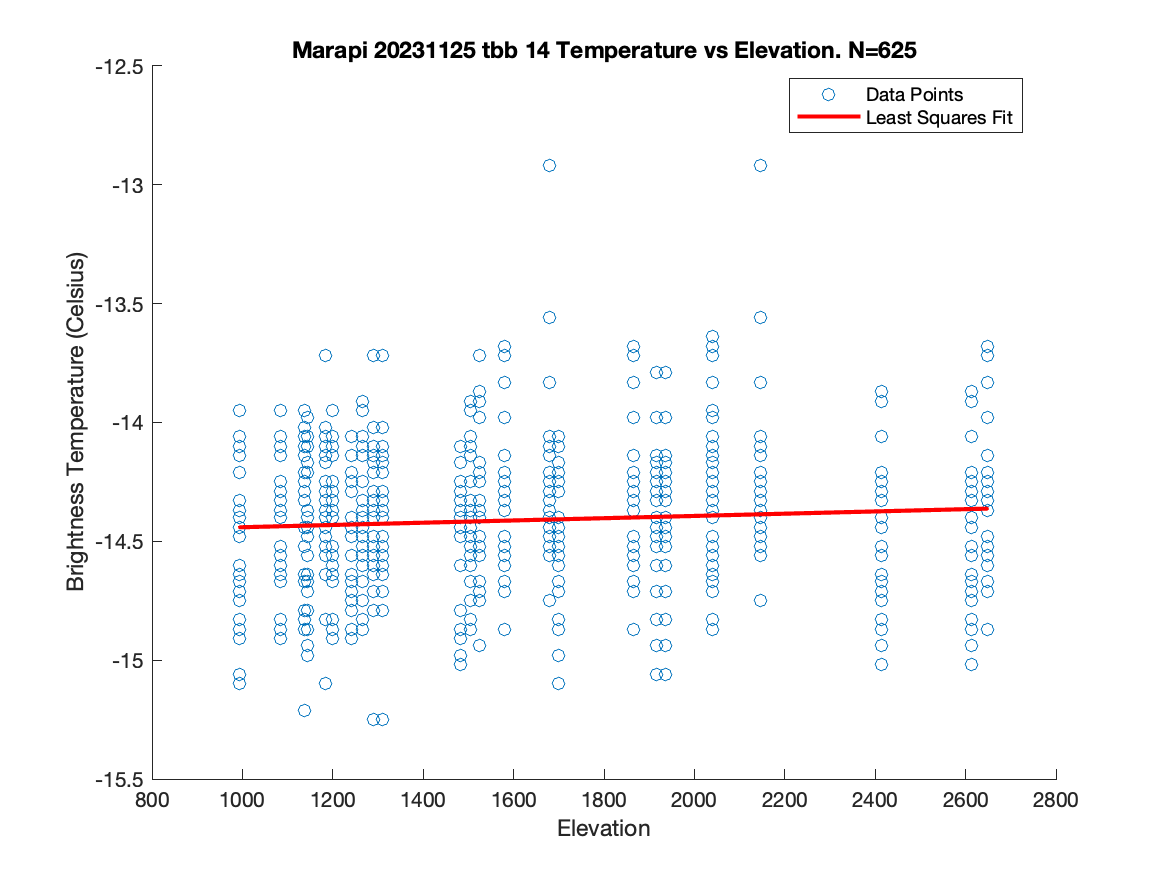 Marapi 20231125 tbb 14 Temperature vs Elevation. N=625
Data Points
Least Squares Fit
Brightness Temperature (Celsius)
-12.5
-13
-13.5
-14
-14.5
-15
-15.5
800 1000 1200 1400 1600 1800 2000 2200 2400 2600 2800
Elevation